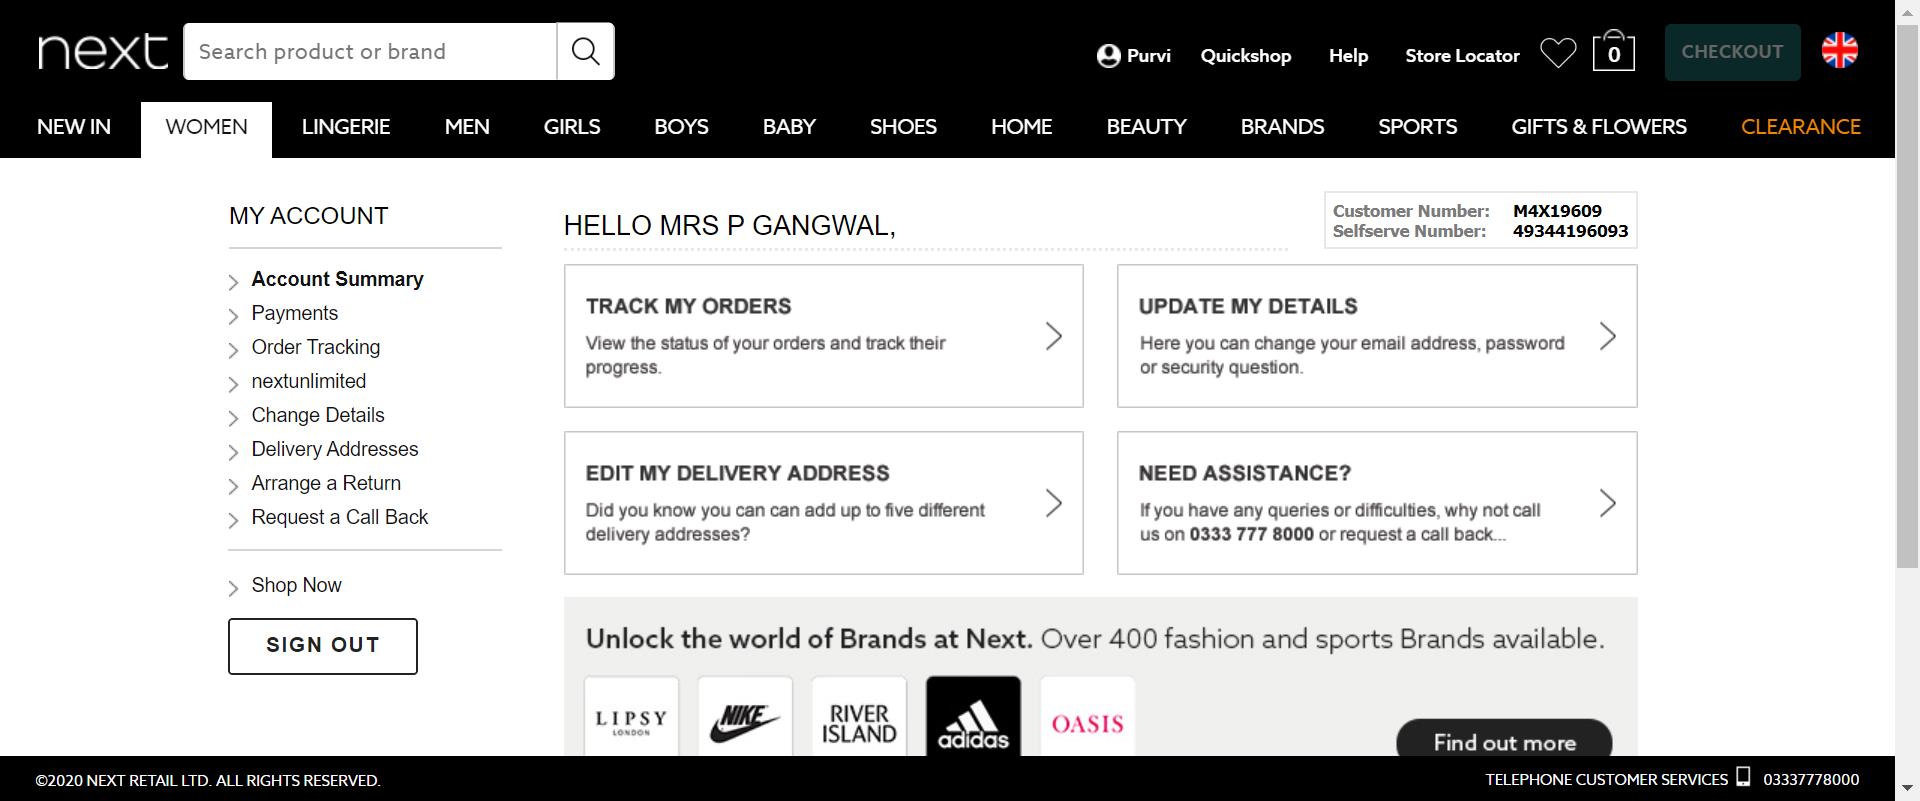 next
Search product or brand
Purvi
Quickshop
Help
Store Locator
0
CHECKOUT
NEW IN
WOMEN
LINGERIE
MEN
GIRLS
BOYS
BABY
SHOES
HOME
BEAUTY
BRANDS
SPORTS
GIFTS & FLOWERS
CLEARANCE
MY ACCOUNT
Account Summary
Payments
Order Tracking
nextunlimited
Change Details
Delivery Addresses
Arrange a Return
Request a Call Back
Shop Now
SIGN OUT
HELLO MRS P GANGWAL,
Customer Number: M4X19609
Selfserve Number: 49344196093
TRACK MY ORDERS
View the status of your orders and track their
progress.
UPDATE MY DETAILS
Here you can change your email address, password
or security question.
EDIT MY DELIVERY ADDRESS
Did you know you can can add up to five different
delivery addresses?
NEED ASSISTANCE?
If you have any queries or difficulties, why not call
us on 0333 777 8000 or request a call back...
Unlock the world of Brands at Next. Over 400 fashion and sports Brands available.
LIPSY
LONDON
NIKE
RIVER
ISLAND
adidas
OASIS
Find out more
©2020 NEXT RETAIL LTD. ALL RIGHTS RESERVED.
TELEPHONE CUSTOMER SERVICES 03337778000